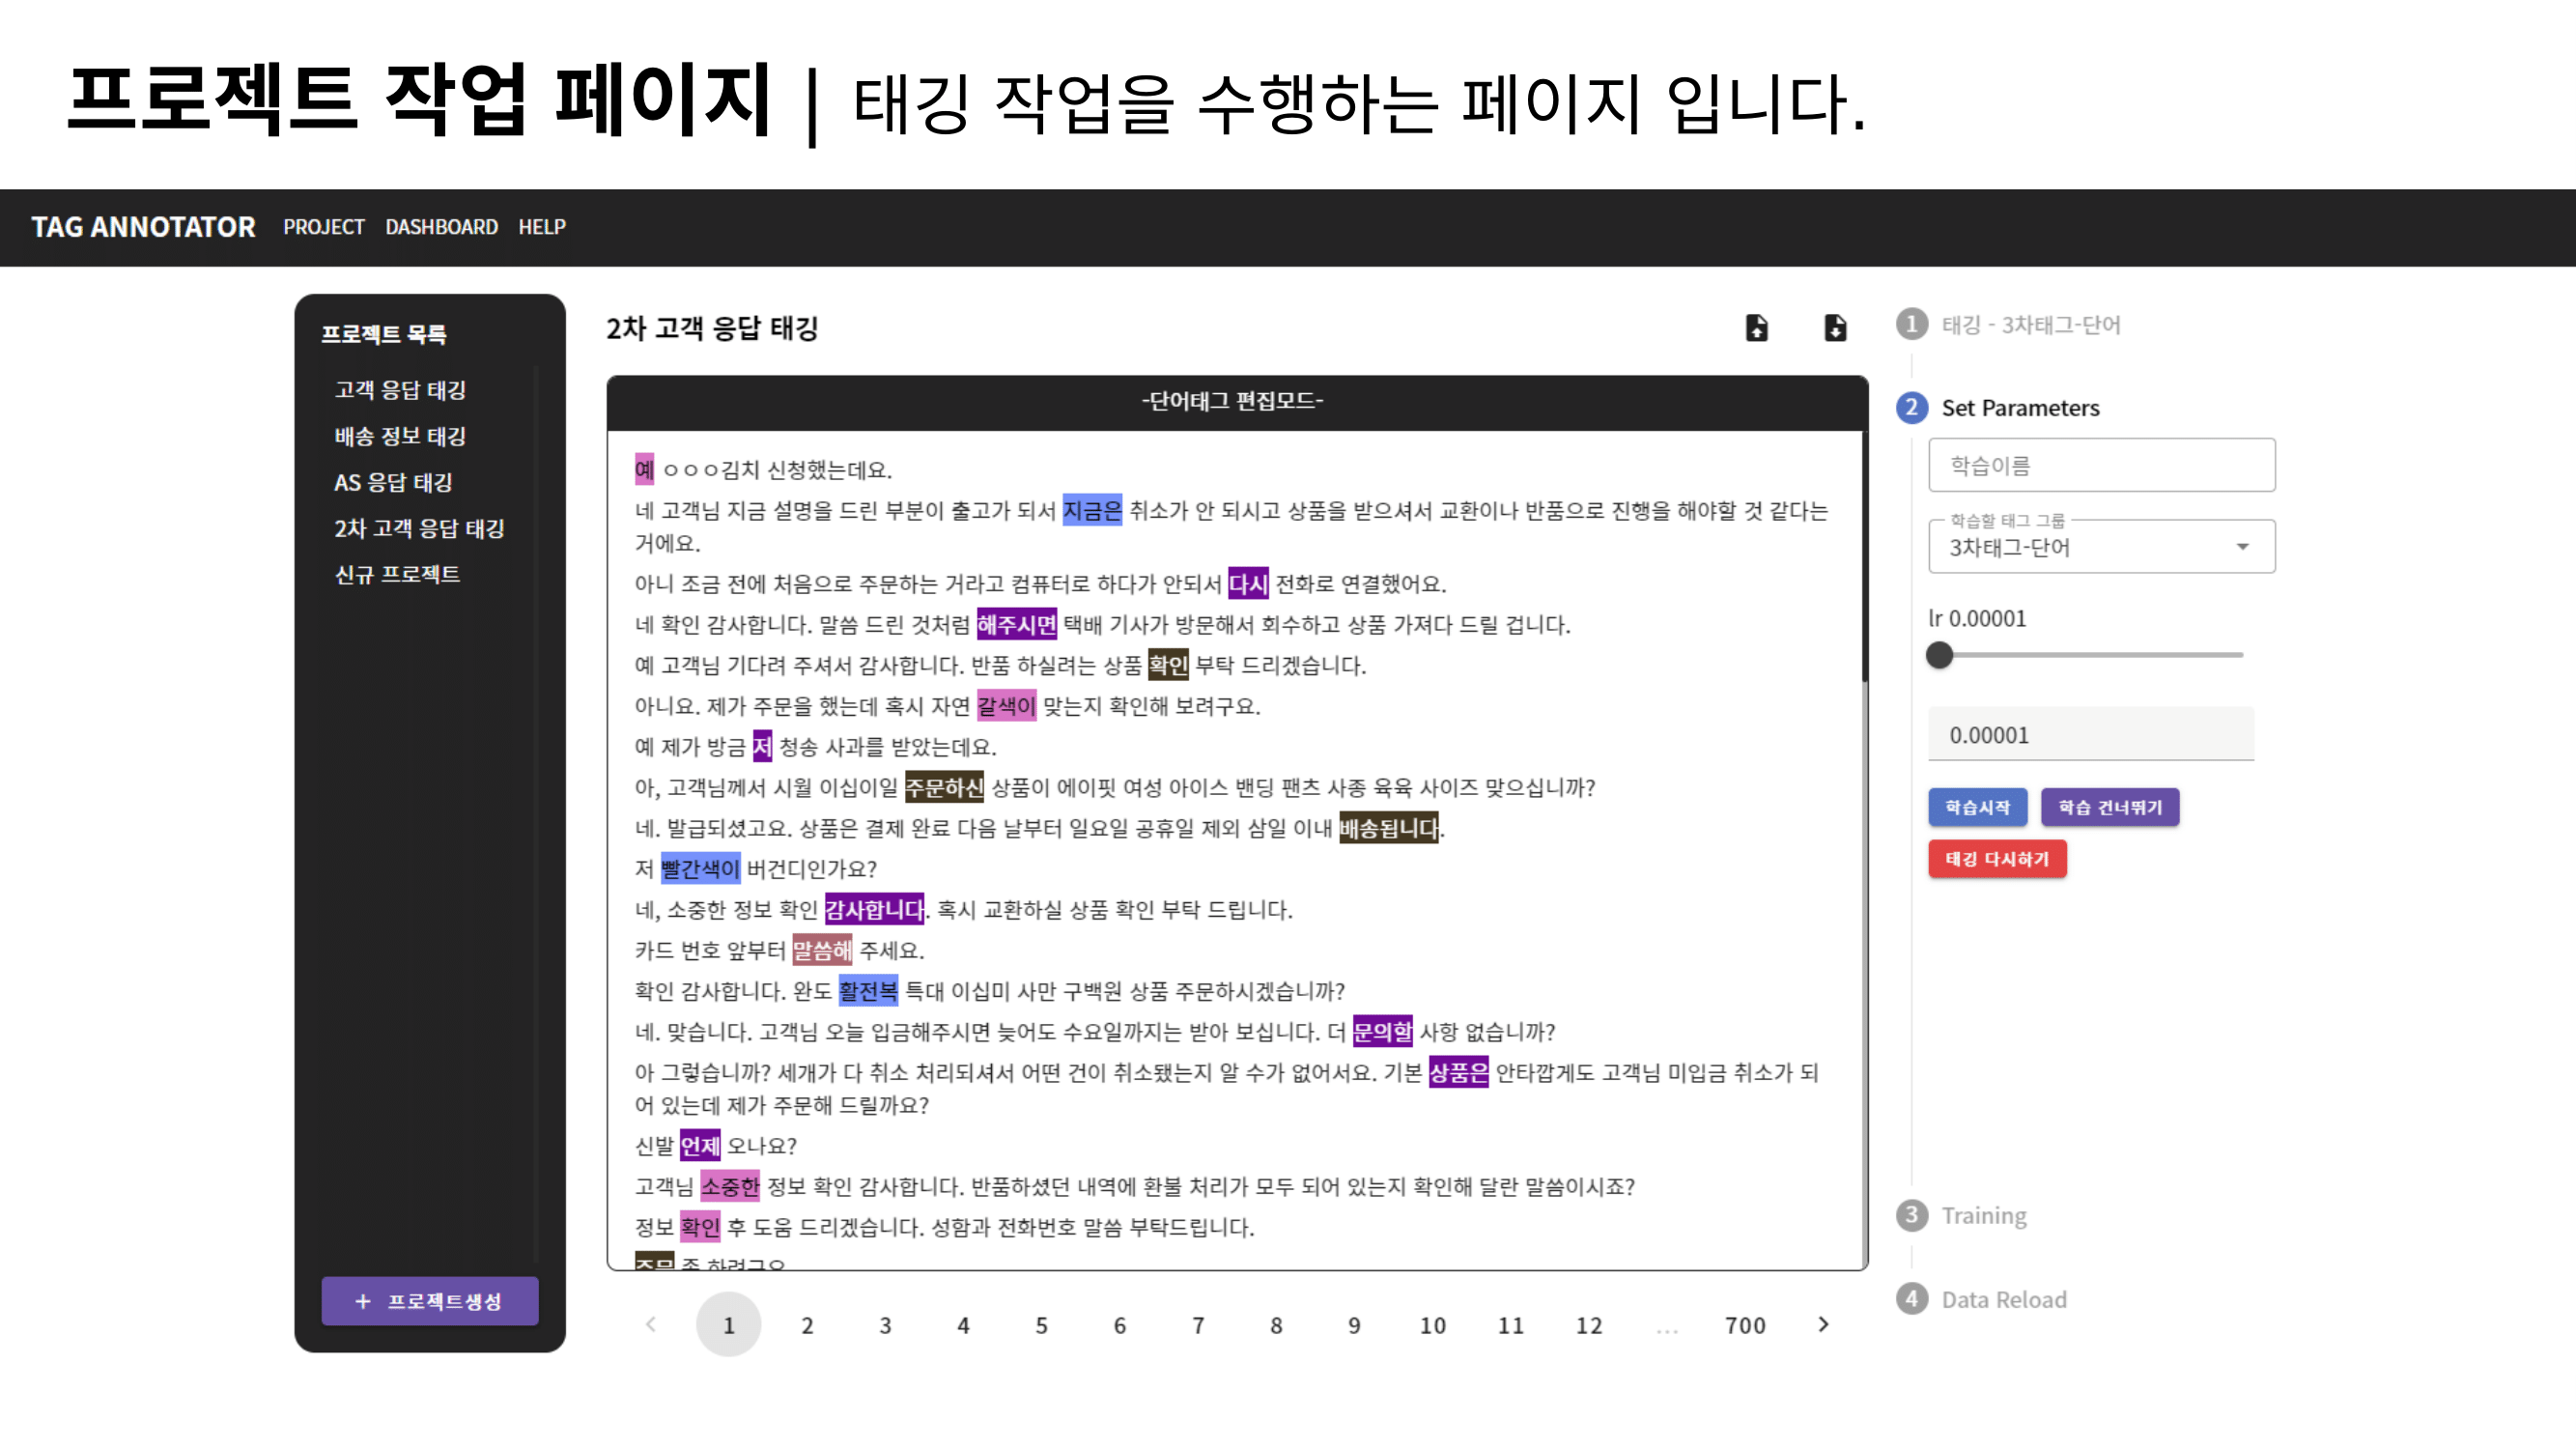 프로젝트 작업 페이지 | 태깅 작업을 수행하는 페이지 입니다.
TAG ANNOTATOR PROJECT DASHBOARD HELP
프로젝트 목록
고객 응답 태깅
배송 정보 태깅
AS 응답 태깅
2차 고객 응답 태깅
신규 프로젝트
+ 프로젝트생성
2차 고객 응답 태깅
-단어태그 편집모드-
예 ㅇㅇㅇ김치 신청했는데요.
네 고객님 지금 설명을 드린 부분이 출고가 되서 지금은 취소가 안 되시고 상품을 받으셔서 교환이나 반품으로 진행을 해야할 것 같다는
거에요.
아니 조금 전에 처음으로 주문하는 거라고 컴퓨터로 하다가 안되서 다시 전화로 연결했어요.
네 확인 감사합니다. 말씀 드린 것처럼 해주시면 택배 기사가 방문해서 회수하고 상품 가져다 드릴 겁니다.
예 고객님 기다려 주셔서 감사합니다. 반품 하실려는 상품 확인 부탁 드리겠습니다.
아니요. 제가 주문을 했는데 혹시 자연 갈색이 맞는지 확인해 보려구요.
예 제가 방금 저 청송 사과를 받았는데요.
아, 고객님께서 시월 이십이일 주문하신 상품이 에이핏 여성 아이스 밴딩 팬츠 사종 육육 사이즈 맞으십니까?
네. 발급되셨고요. 상품은 결제 완료 다음 날부터 일요일 공휴일 제외 삼일 이내 배송됩니다.
저 빨간색이 버건디인가요?
네, 소중한 정보 확인 감사합니다. 혹시 교환하실 상품 확인 부탁 드립니다.
카드 번호 앞부터 말씀해 주세요.
확인 감사합니다. 완도 활전복 특대 이십미 사만 구백원 상품 주문하시겠습니까?
네. 맞습니다. 고객님 오늘 입금해주시면 늦어도 수요일까지는 받아 보십니다. 더 문의할 사항 없습니까?
아 그렇습니까? 세개가 다 취소 처리되셔서 어떤 건이 취소됐는지 알 수가 없어서요. 기본 상품은 안타깝게도 고객님 미입금 취소가 되
어 있는데 제가 주문해 드릴까요?
신발 언제 오나요?
고객님 소중한 정보 확인 감사합니다. 반품하셨던 내역에 환불 처리가 모두 되어 있는지 확인해 달란 말씀이시죠?
정보 확인 후 도움 드리겠습니다. 성함과 전화번호 말씀 부탁드립니다.
주문 좀 하려구요
< 1 2 3 4 5 6 7 8 9 10 11 12 ... 700 >
1 태깅 - 3차태그-단어
2 Set Parameters
학습이름
학습할 태그 그룹
3차태그-단어
lr 0.00001
0.00001
학습시작 학습 건너뛰기
태깅 다시하기
3 Training
4 Data Reload